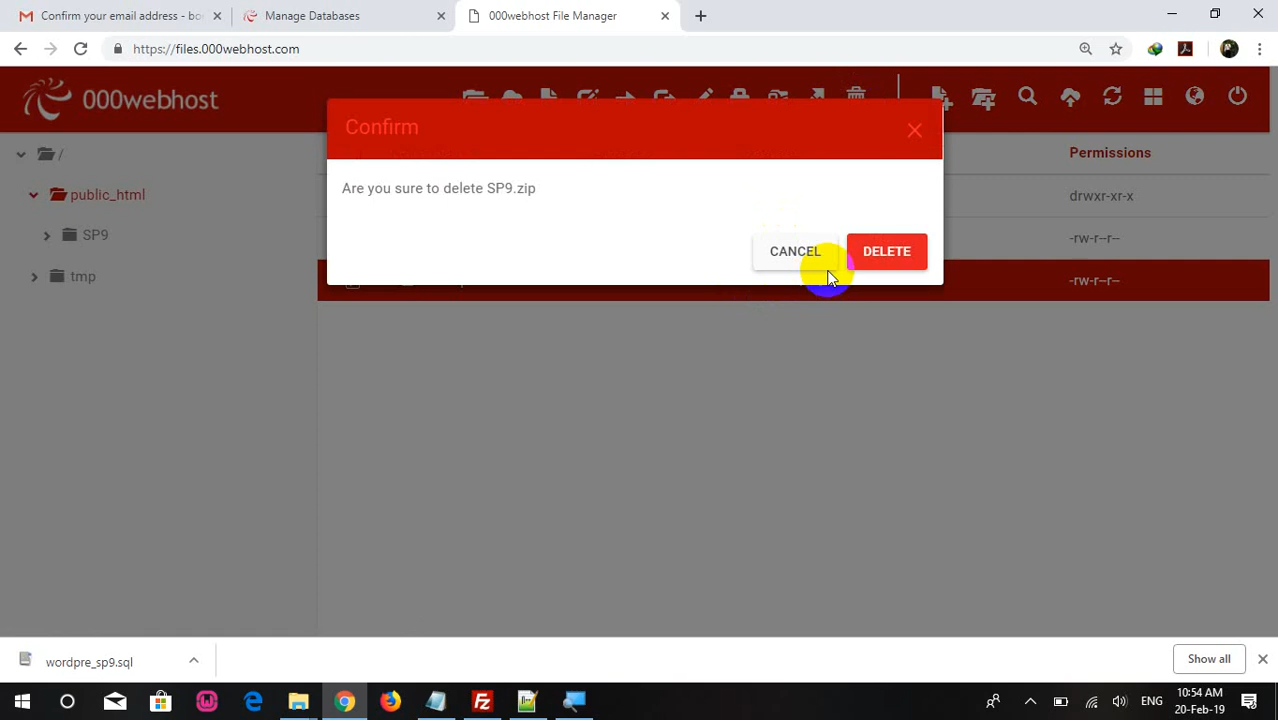 Confirm your email address - bo
Manage Databases
000webhost File Manager
https://files.000webhost.com
000webhost
Confirm
Are you sure to delete SP9.zip
CANCEL
DELETE
Permissions
/
public_html
drwxr-xr-x
SP9
-rw-r--r--
tmp
-rw-r--r--
wordpre_sp9.sql
Show all
ENG
10:54 AM
20-Feb-19